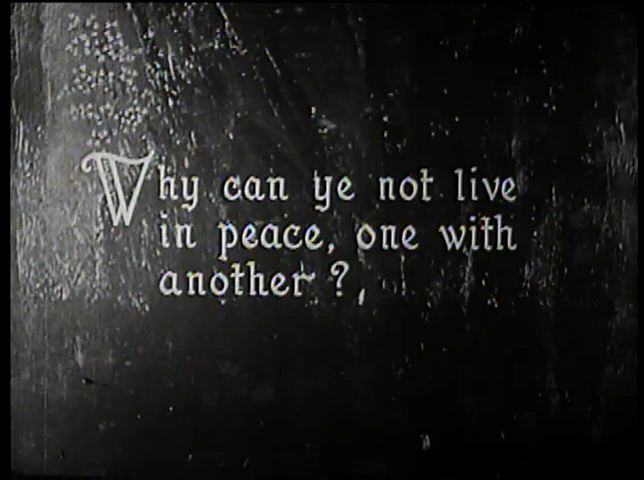 Why can ye not live
in peace, one with
another?,